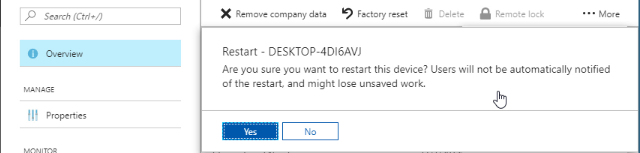 Search (Ctrl+/)
Remove company data
Factory reset
Delete
Remote lock
··· More
Overview
MANAGE
Properties
MONITOR
Restart - DESKTOP-4DI6AVJ
Are you sure you want to restart this device? Users will not be automatically notified
of the restart, and might lose unsaved work.
Yes
No